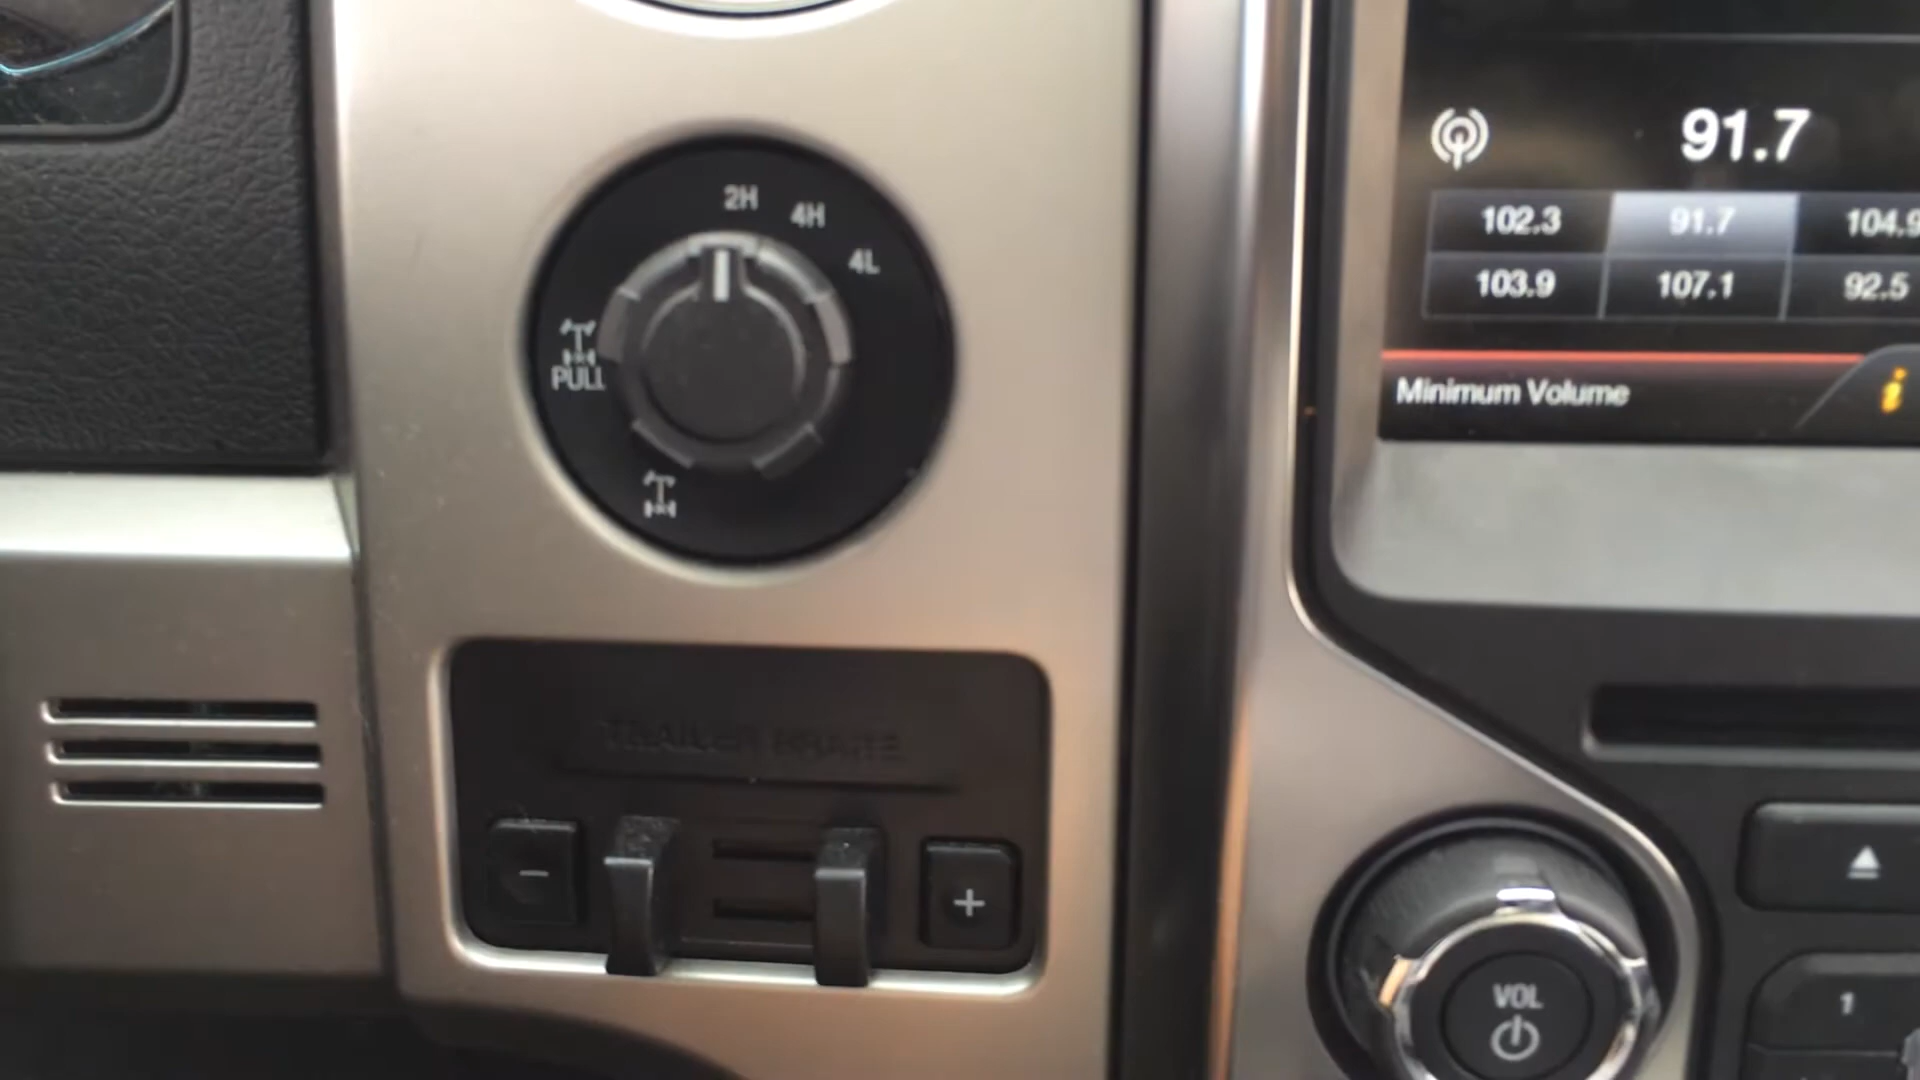 2H
4H
4L
PULL
TRAILER BRAKE
-
+
91.7
102.3 91.7 104.9
103.9 107.1 92.5
Minimum Volume
i
VOL
1